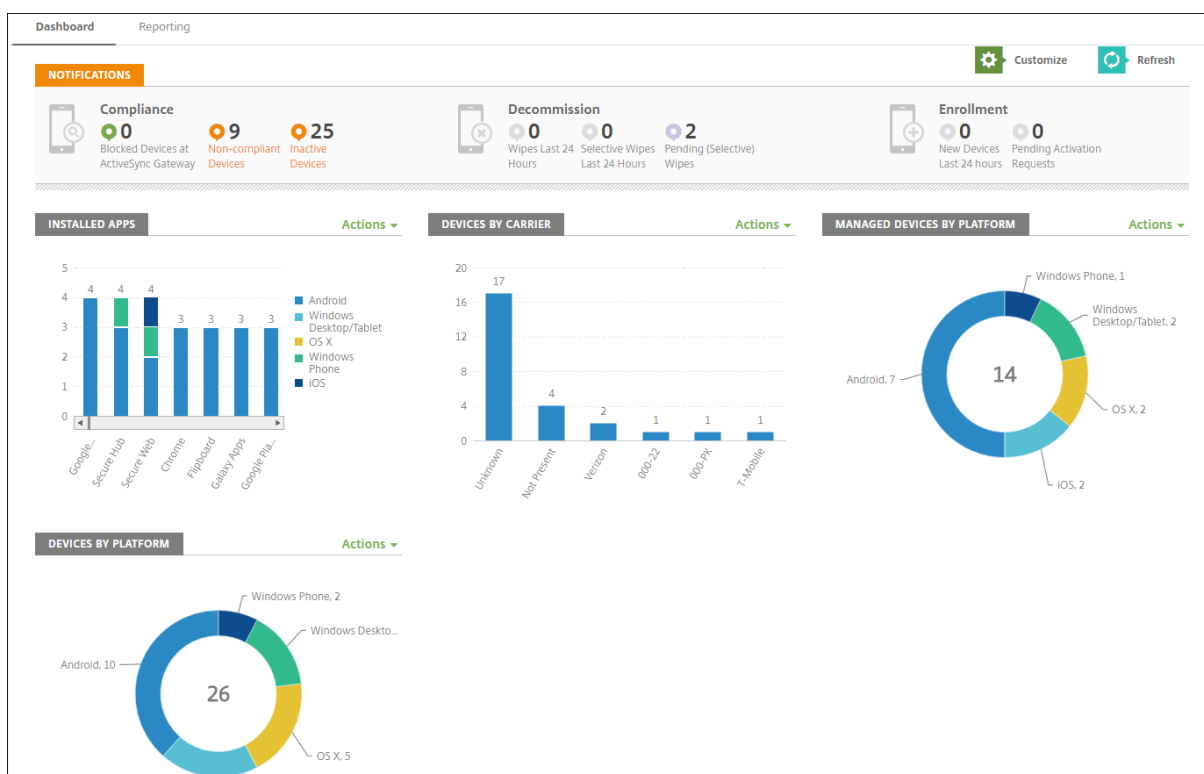 Dashboard Reporting
Customize Refresh
NOTIFICATIONS
Compliance
0 9 25
Blocked Devices at Non-compliant Inactive
ActiveSync Gateway Devices Devices
Decommission
0 0 2
Wipes Last 24 Selective Wipes Pending (Selective)
Hours Last 24 Hours Wipes
Enrollment
0 0
New Devices Pending Activation
Last 24 hours Requests
INSTALLED APPS Actions
5
4
3
2
1
0
4 4 4 3 3 3 3
Google... Secure Hub Secure Web Chrome Flipboard Galaxy Apps Google Pla...
Android
Windows
Desktop/Tablet
OS X
Windows
Phone
iOS
DEVICES BY CARRIER Actions
20
16
12
8
4
0
17 4 2 1 1 1
Unknown Not Present Verizon 000-22 000-PK T-Mobile
MANAGED DEVICES BY PLATFORM Actions
Windows Phone, 1
Windows
Desktop/Tablet, 2
Android, 7
14
OS X, 2
iOS, 2
DEVICES BY PLATFORM Actions
Windows Phone, 2
Windows Deskto...
Android, 10
26
OS X, 5